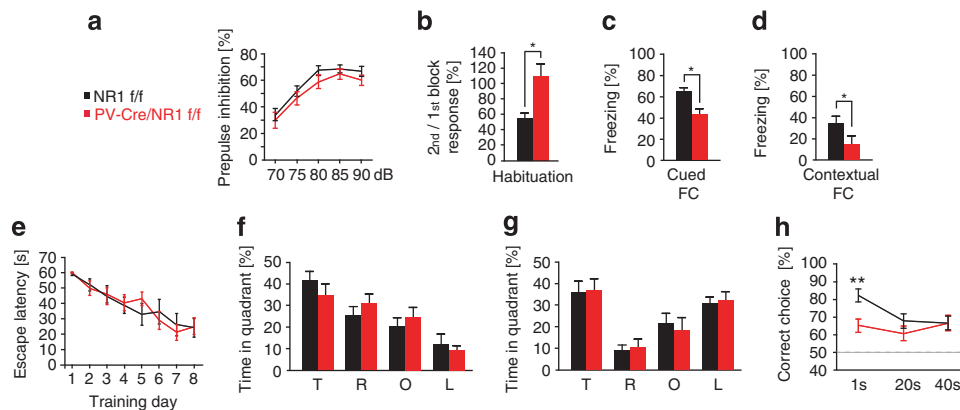 a
NR1 f/f
PV-Cre/NR1 f/f
Prepulse inhibition [%]
80
70
60
50
40
30
20
10
0
70 75 80 85 90 dB
b
2nd / 1st block
response [%]
140
120
100
80
60
40
20
0
*
Habituation
c
Freezing [%]
100
80
60
40
20
0
*
Cued
FC
d
Freezing [%]
100
80
60
40
20
0
*
Contextual
FC
e
Escape latency [s]
70
60
50
40
30
20
10
0
1 2 3 4 5 6 7 8
Training day
f
Time in quadrant [%]
50
40
30
20
10
0
T R O L
g
Time in quadrant [%]
50
40
30
20
10
0
T R O L
h
Correct choice [%]
100
90
80
70
60
50
**
1s 20s 40s